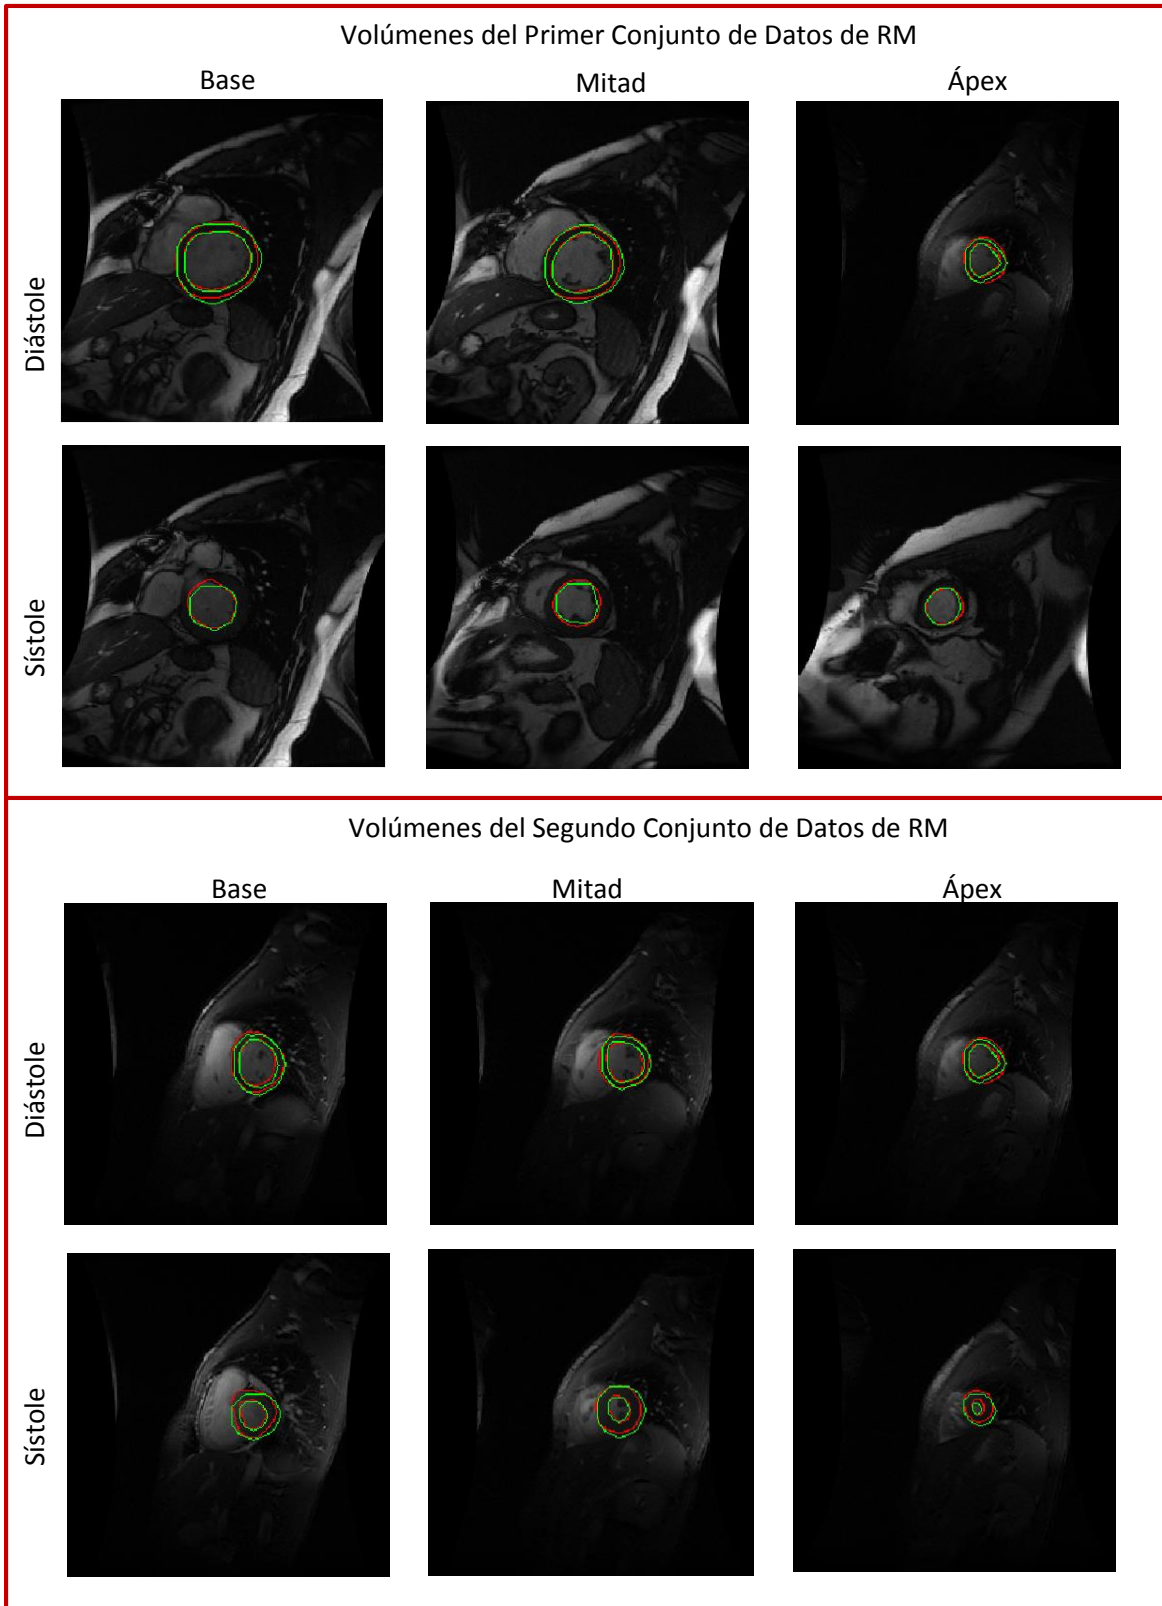 Volúmenes del Primer Conjunto de Datos de RM
Base
Mitad
Ápex
Diástole
Sístole
Volúmenes del Segundo Conjunto de Datos de RM
Base
Mitad
Ápex
Diástole
Sístole